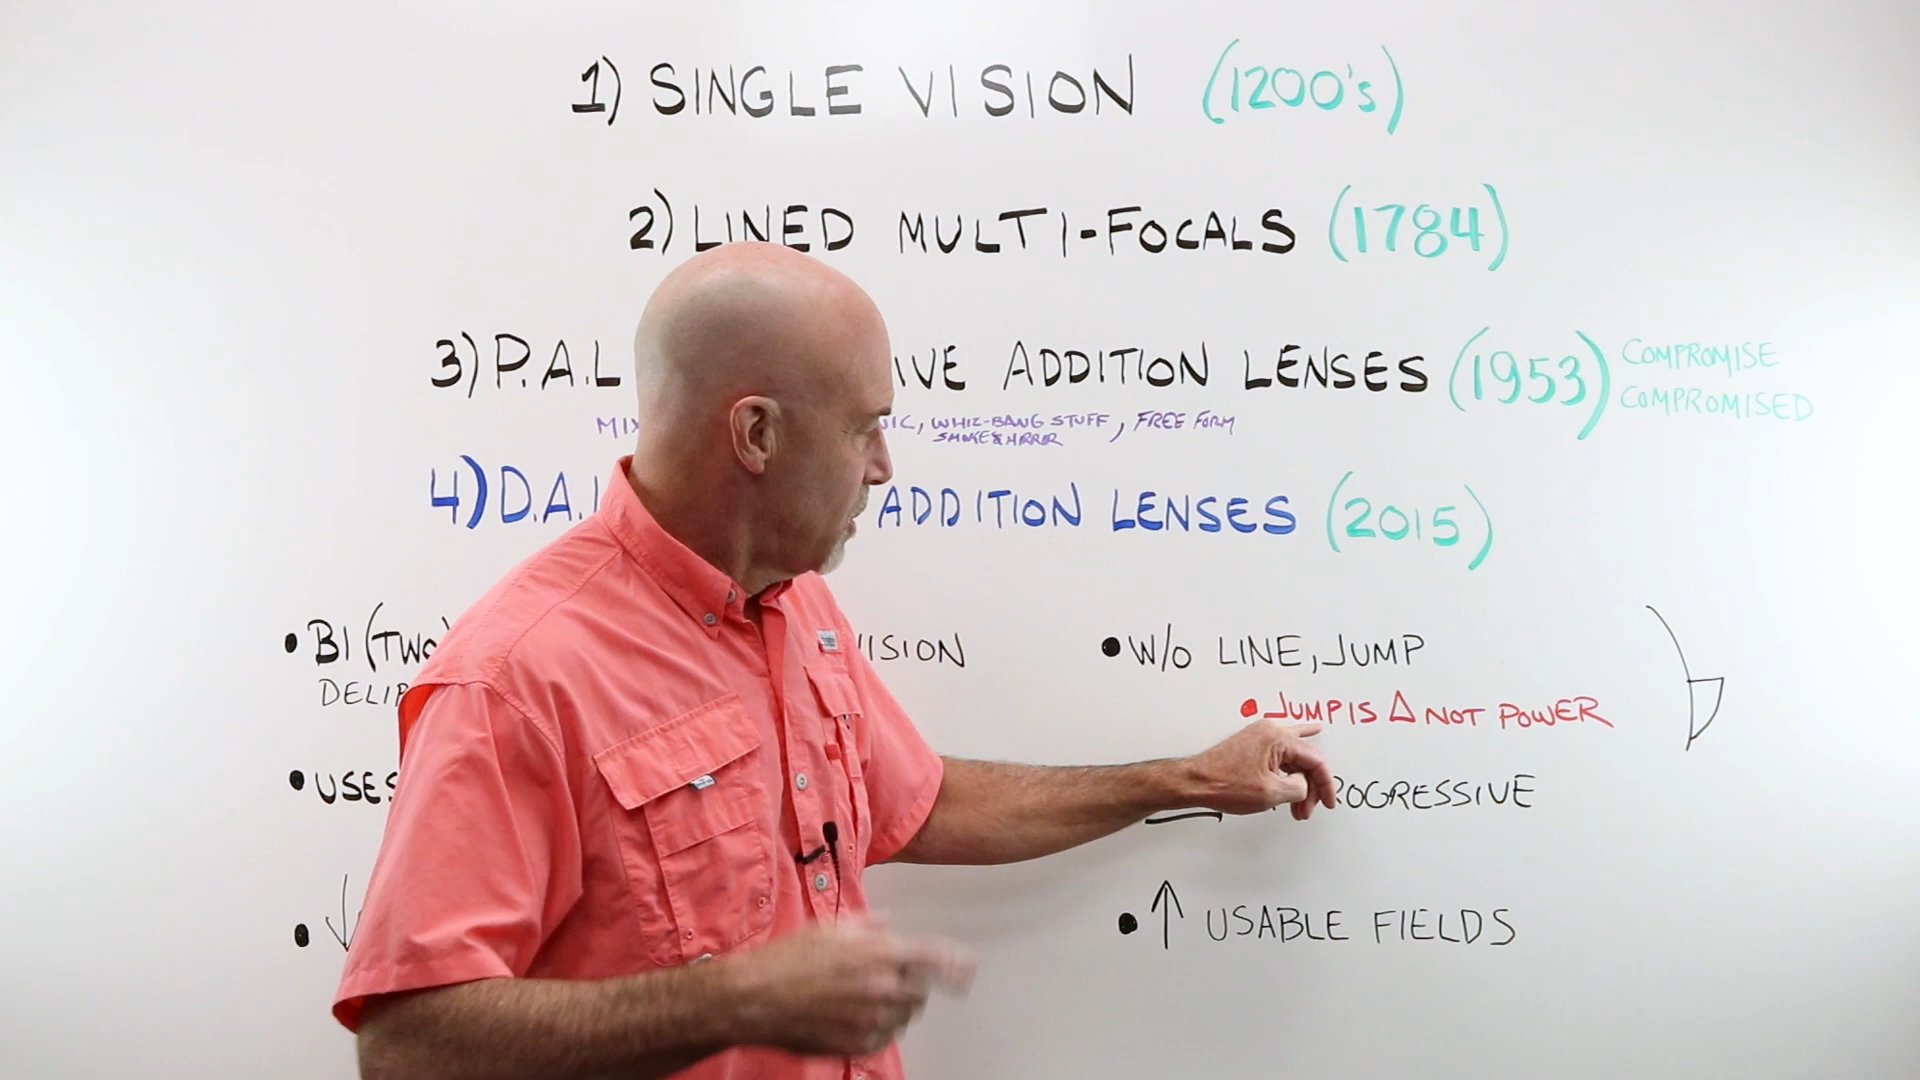 1) SINGLE VISION (1200's)
2) LINED MULTI-FOCALS (1784)
3) P.A.L IVE ADDITION LENSES (1953) COMPROMISE
COMPROMISED
MIX IC, WHIZ-BANG STUFF, FREE FORM
SMOKE & MIRROR
4) D.A.L ADDITION LENSES (2015)
• BI (TWO) VISION
DELIB
• USES
• ↓
• W/O LINE, JUMP
• JUMP IS △ NOT POWER
ROGRESSIVE
• ↑ USABLE FIELDS